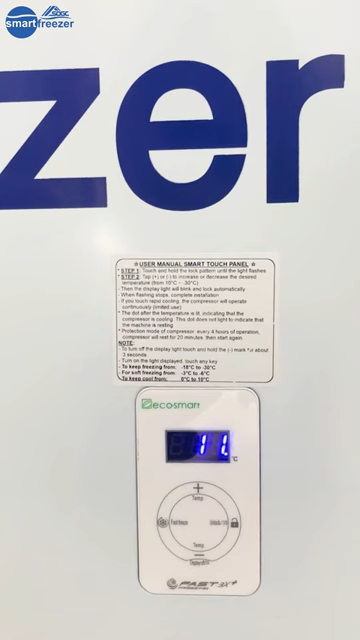 smartfreezer
SDGC
zer
☆USER MANUAL SMART TOUCH PANEL☆
* STEP 1: Touch and hold the lock pattern until the light flashes
* STEP 2: Tap (+) or (-) to increase or decrease the desired
temperature (from 10°C ~ -30°C)
- Then the display light will blink and lock automatically
- When flashing stops, complete installation
- If you touch rapid cooling, the compressor will operate
continuously (limited use)
* The dot after the temperature is lit, indicating that the
compressor is cooling. This dot does not light to indicate that
the machine is resting
* Protection mode of compressor: every 4 hours of operation,
compressor will rest for 20 minutes, then start again.
NOTE:
- To turn off the display light touch and hold the (-) mark for about
3 seconds
- Turn on the light displayed, touch any key
- To keep freezing from: -18°C to -30°C
- For soft freezing from: -3°C to -6°C
- To keep cool from: 0°C to 10°C
ecosmart
°C
+
Temp
Fast freeze
Temp
−
FAST